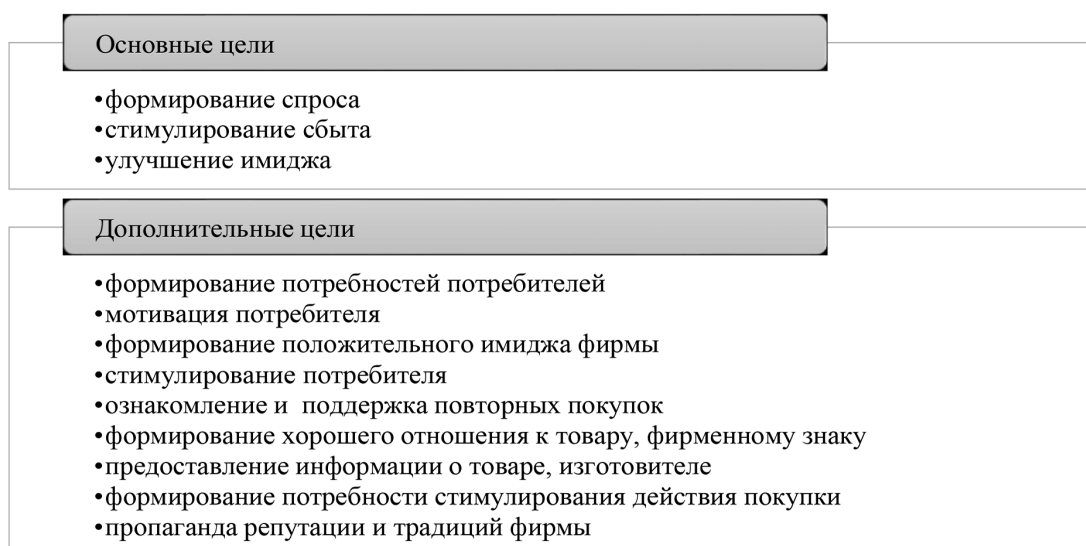 Основные цели
•формирование спроса
•стимулирование сбыта
•улучшение имиджа
Дополнительные цели
•формирование потребностей потребителей
•мотивация потребителя
•формирование положительного имиджа фирмы
•стимулирование потребителя
•ознакомление и  поддержка повторных покупок
•формирование хорошего отношения к товару, фирменному знаку
•предоставление информации о товаре, изготовителе
•формирование потребности стимулирования действия покупки
•пропаганда репутации и традиций фирмы